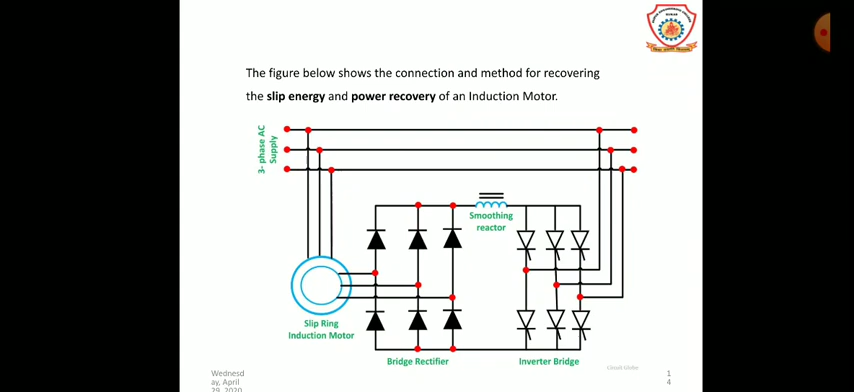 The figure below shows the connection and method for recovering
the slip energy and power recovery of an Induction Motor.
3- phase AC
Supply
Smoothing
reactor
Slip Ring
Induction Motor
Bridge Rectifier
Inverter Bridge
Circuit Globe
Wednesd
ay, April
29, 2020
1
4